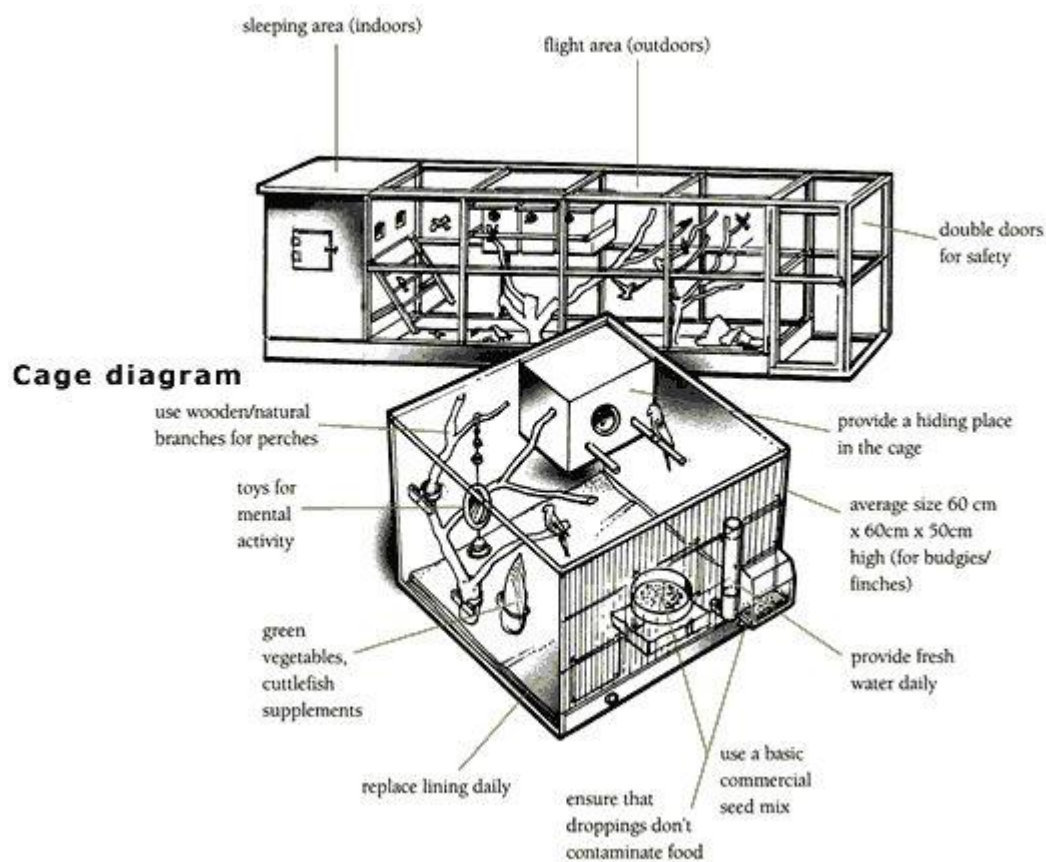 sleeping area (indoors)
flight area (outdoors)
double doors
for safety
Cage diagram
use wooden/natural
branches for perches
provide a hiding place
in the cage
toys for
mental
activity
average size 60 cm
x 60cm x 50cm
high (for budgies/
finches)
green
vegetables,
cuttlefish
supplements
provide fresh
water daily
replace lining daily
use a basic
commercial
seed mix
ensure that
droppings don't
contaminate food